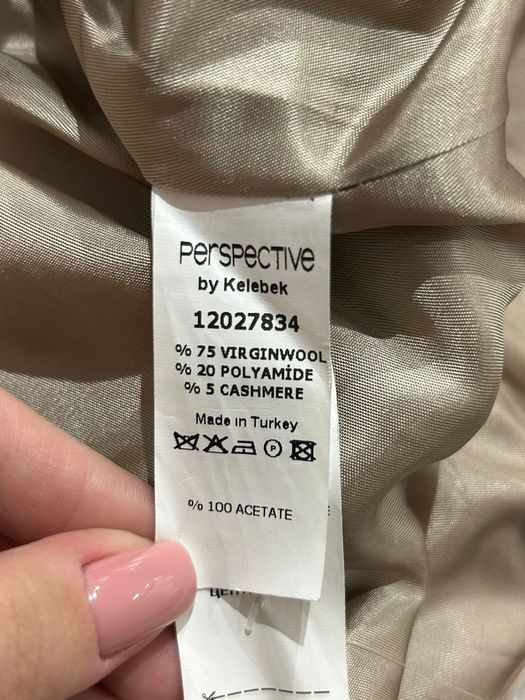 PERSPECTIVE
by Kelebek
12027834
% 75 VIRGINWOOL
% 20 POLYAMİDE
% 5 CASHMERE
Made in Turkey
P
% 100 ACETATE